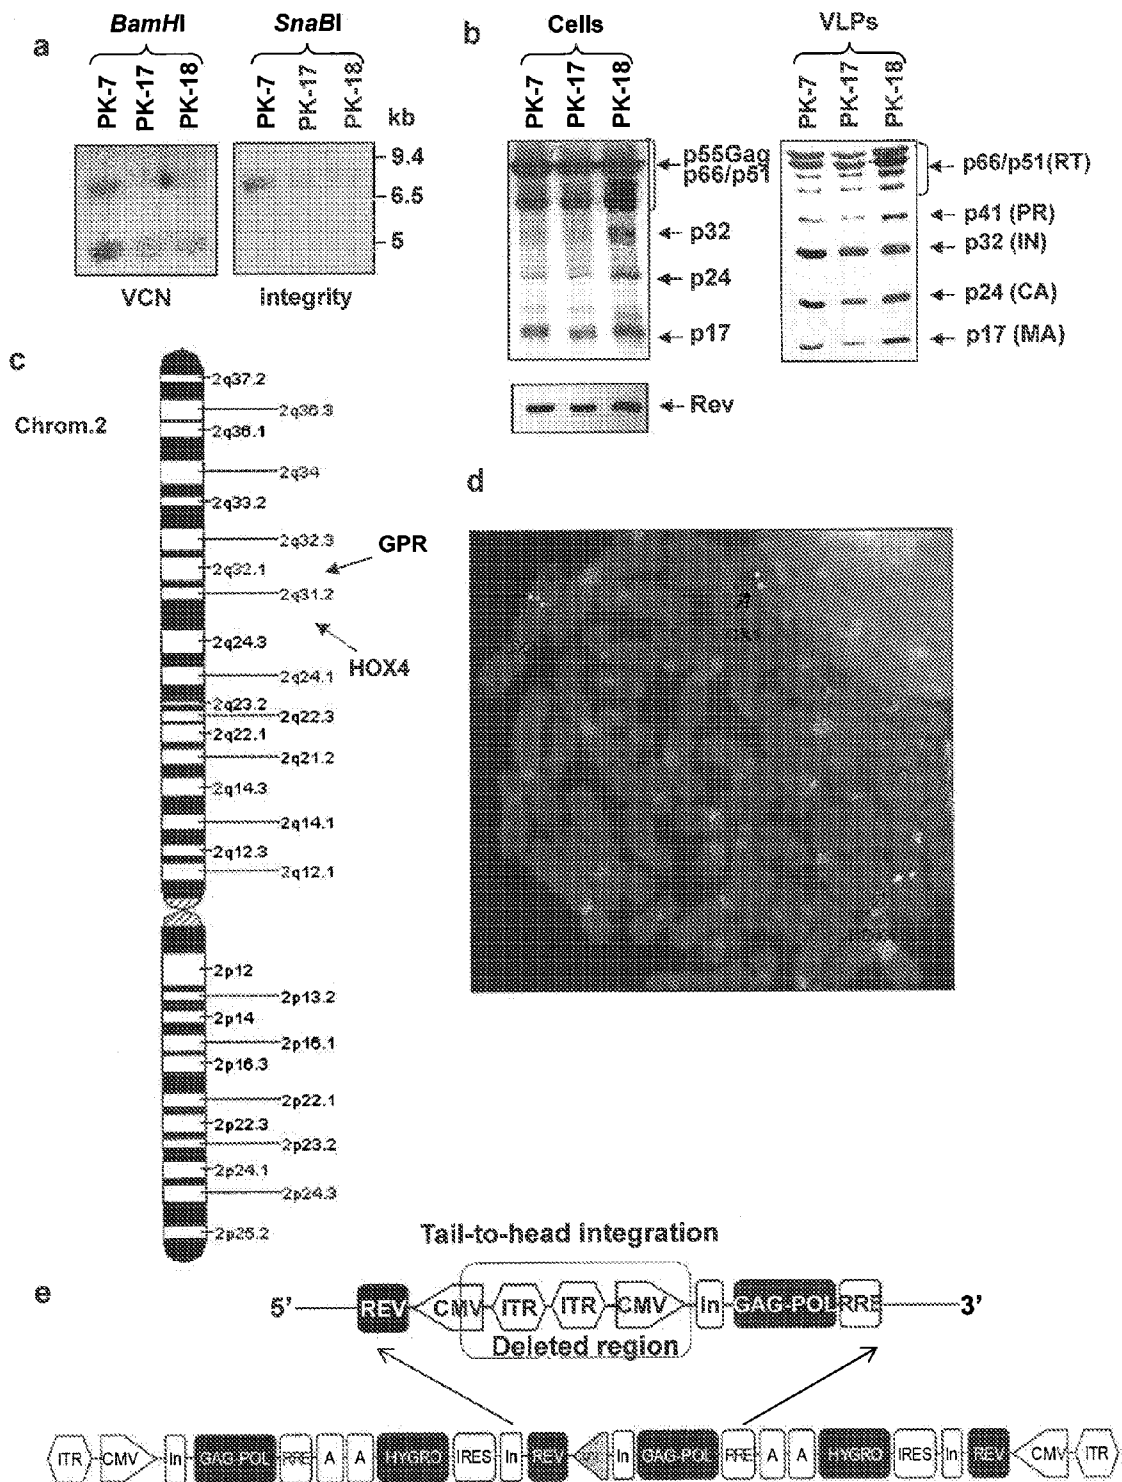 a
BamHI
SnaBI
PK-7
PK-17
PK-18
PK-7
PK-17
PK-18
kb
9.4
6.5
5
VCN
integrity
b
Cells
VLPs
PK-7
PK-17
PK-18
PK-7
PK-17
PK-18
p55Gag
p66/p51
p32
p24
p17
Rev
p66/p51(RT)
p41 (PR)
p32 (IN)
p24 (CA)
p17 (MA)
c
Chrom.2
2q37.2
2q36.3
2q36.1
2q34
2q33.2
2q32.3
2q32.1
2q31.2
2q24.3
2q24.1
2q23.2
2q22.3
2q22.1
2q21.2
2q14.3
2q14.1
2q12.3
2q12.1
2p12
2p13.2
2p14
2p16.1
2p16.3
2p22.1
2p22.3
2p23.2
2p24.1
2p24.3
2p25.2
GPR
HOX4
d
e
Tail-to-head integration
5' REV CMV ITR ITR CMV In GAG-POL RRE 3'
Deleted region
ITR CMV In GAG-POL RRE A A HYGRO IRES In REV In GAG-POL RRE A A HYGRO IRES In REV CMV ITR